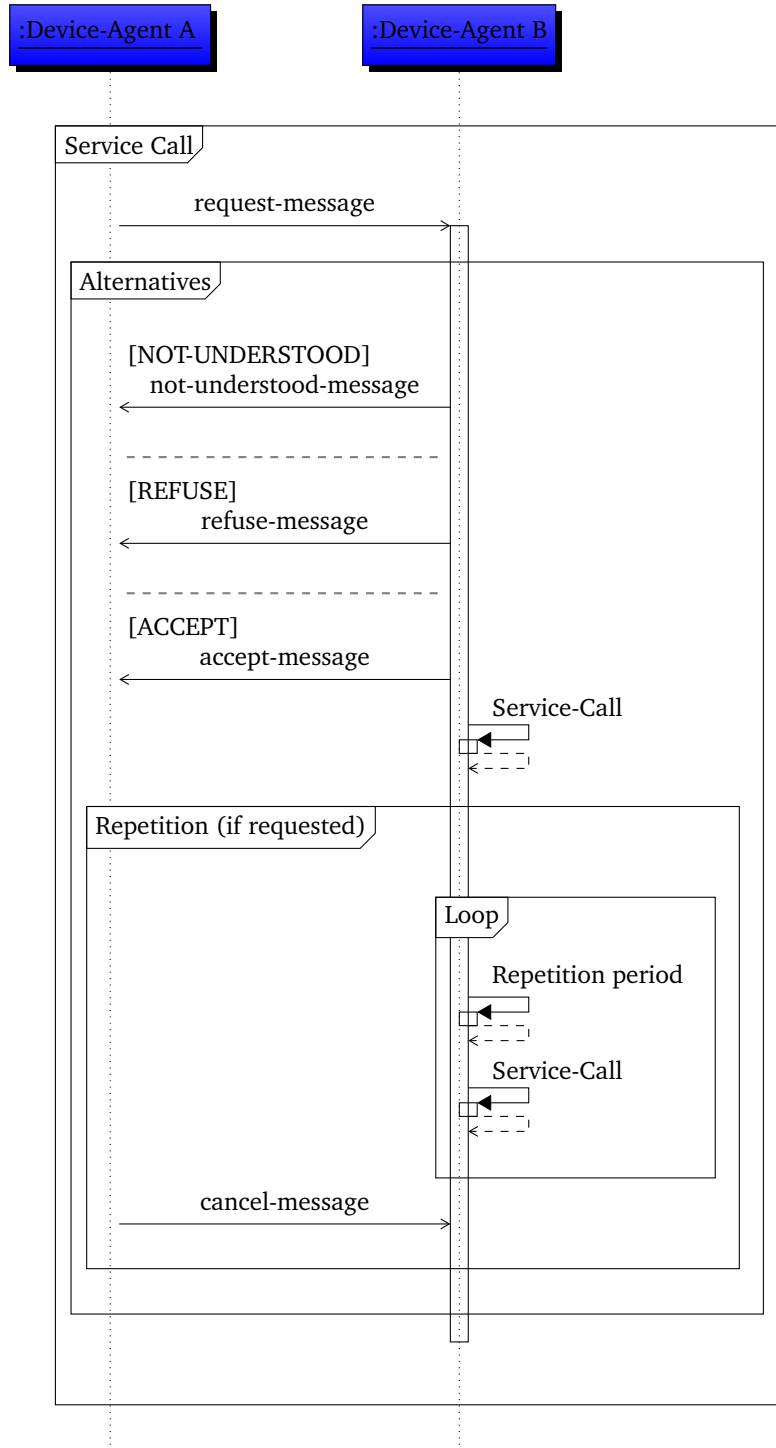 :Device-Agent A
:Device-Agent B
Service Call
request-message
Alternatives
[NOT-UNDERSTOOD]
not-understood-message
[REFUSE]
refuse-message
[ACCEPT]
accept-message
Service-Call
Repetition (if requested)
Loop
Repetition period
Service-Call
cancel-message